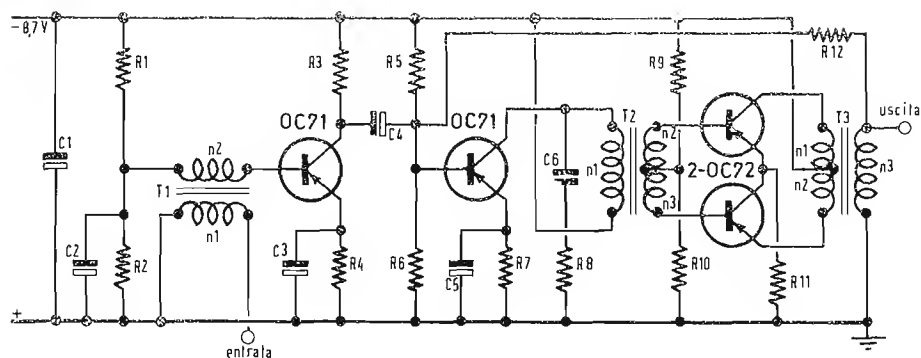 −8,7V
R1
R3
R5
R12
R9
OC71
OC71
C4
T2
T3
uscita
C1
n2
C6
n1
n2
n1
n3
2-OC72
T1
n3
n2
n1
C2
R2
C3
R4
R6
C5
R7
R8
R10
R11
+
entrata